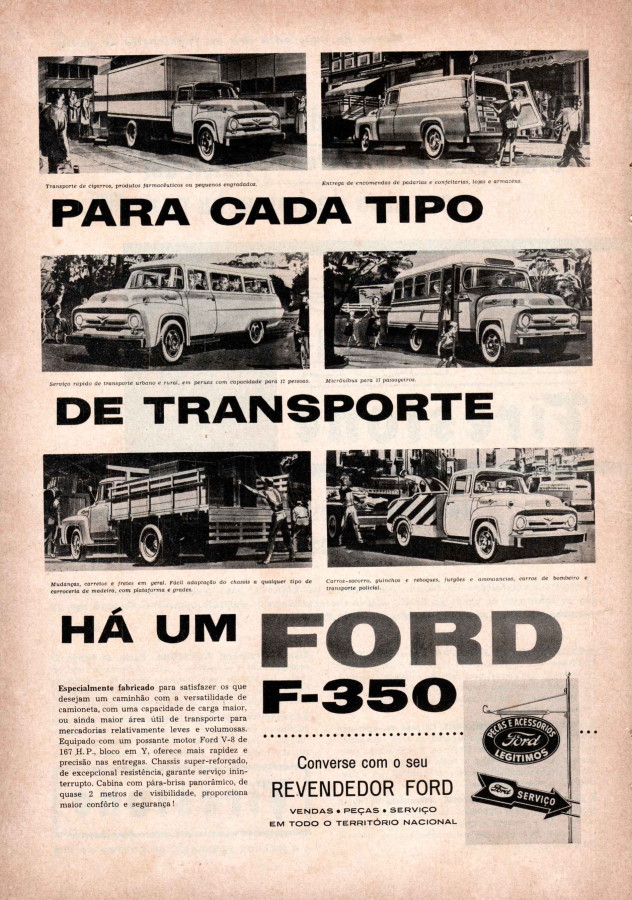 CONFEITARIA
Transporte de cigarros, produtos farmacêuticos ou pequenos engradados.
Entrega de encomendas de padarias e confeitarias, lojas e armazens.
PARA CADA TIPO
Serviço rápido de transporte urbano e rural, em peruas com capacidade para 12 pessoas.
Microônibus para 17 passageiros.
DE TRANSPORTE
Mudanças, carretos e fretes em geral. Fácil adaptação do chassis a qualquer tipo de
carroceria de madeira, com plataforma e grades.
Carros-socorro, guinchos e reboques, furgões e ambulâncias, carros de bombeiro e
transporte policial.
HÁ UM FORD
F-350
Especialmente fabricado para satisfazer os que
desejam um caminhão com a versatilidade de
camioneta, com uma capacidade de carga maior,
ou ainda maior área útil de transporte para
mercadorias relativamente leves e volumosas.
Equipado com um possante motor Ford V-8 de
167 H.P., bloco em Y, oferece mais rapidez e
precisão nas entregas. Chassis super-reforçado,
de excepcional resistência, garante serviço inin-
terrupto. Cabina com pára-brisa panorâmico, de
quase 2 metros de visibilidade, proporciona
maior confôrto e segurança!
Converse com o seu
REVENDEDOR FORD
VENDAS • PEÇAS • SERVIÇO
EM TODO O TERRITÓRIO NACIONAL
PEÇAS E ACESSÓRIOS
Ford
LEGÍTIMOS
Ford SERVIÇO